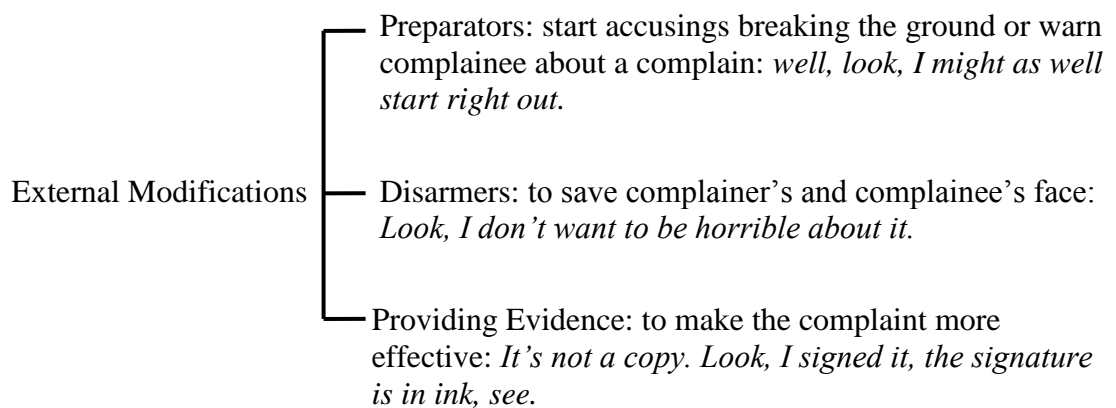 Preparators: start accusings breaking the ground or warn
complainee about a complain: well, look, I might as well
start right out.
External Modifications
Disarmers: to save complainer’s and complainee’s face:
Look, I don’t want to be horrible about it.
Providing Evidence: to make the complaint more
effective: It’s not a copy. Look, I signed it, the signature
is in ink, see.